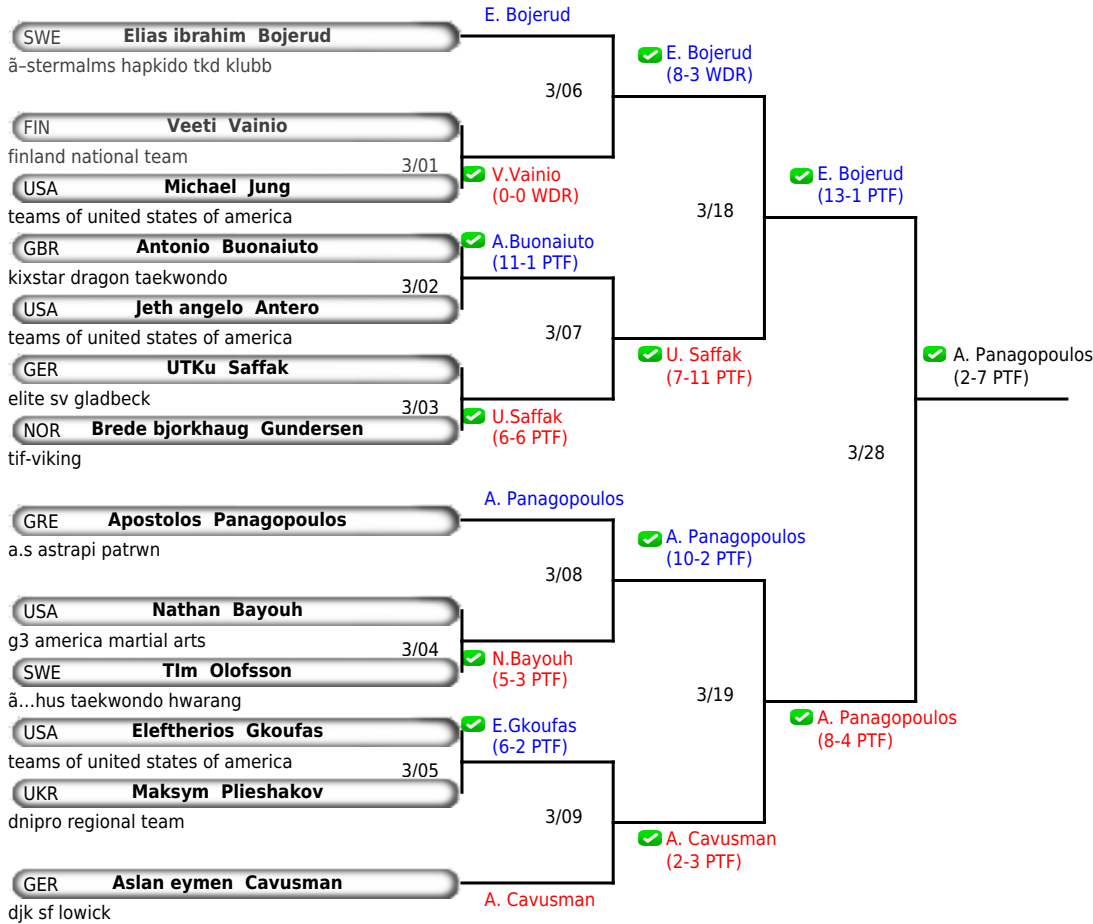 E. Bojerud
SWE Elias ibrahim Bojerud
ã–stermalms hapkido tkd klubb
E. Bojerud
(8-3 WDR)
3/06
FIN Veeti Vainio
finland national team
3/01
V.Vainio
(0-0 WDR)
USA Michael Jung
teams of united states of america
E. Bojerud
(13-1 PTF)
3/18
GBR Antonio Buonaiuto
kixstar dragon taekwondo
A.Buonaiuto
(11-1 PTF)
3/02
USA Jeth angelo Antero
teams of united states of america
3/07
GER UTKu Saffak
elite sv gladbeck
U. Saffak
(7-11 PTF)
A. Panagopoulos
(2-7 PTF)
3/03
U.Saffak
(6-6 PTF)
NOR Brede bjorkhaug Gundersen
tif-viking
3/28
A. Panagopoulos
GRE Apostolos Panagopoulos
a.s astrapi patrwn
A. Panagopoulos
(10-2 PTF)
3/08
USA Nathan Bayouh
g3 america martial arts
3/04
N.Bayouh
(5-3 PTF)
SWE TIm Olofsson
ã…hus taekwondo hwarang
3/19
USA Eleftherios Gkoufas
teams of united states of america
E.Gkoufas
(6-2 PTF)
A. Panagopoulos
(8-4 PTF)
3/05
UKR Maksym Plieshakov
dnipro regional team
3/09
A. Cavusman
(2-3 PTF)
GER Aslan eymen Cavusman
djk sf lowick
A. Cavusman